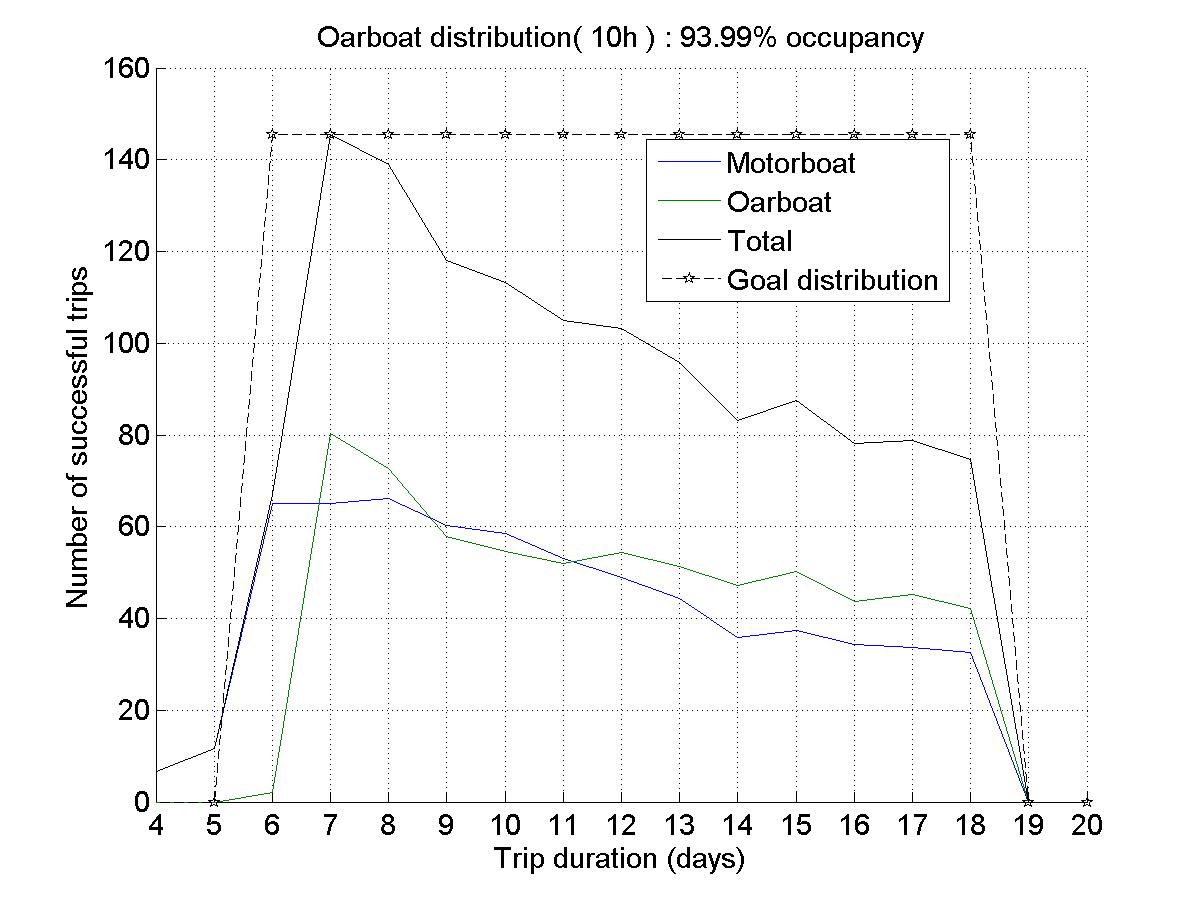 Oarboat distribution( 10h ) : 93.99% occupancy
160
140
120
100
80
60
40
20
0
Number of successful trips
Motorboat
Oarboat
Total
Goal distribution
4 5 6 7 8 9 10 11 12 13 14 15 16 17 18 19 20
Trip duration (days)